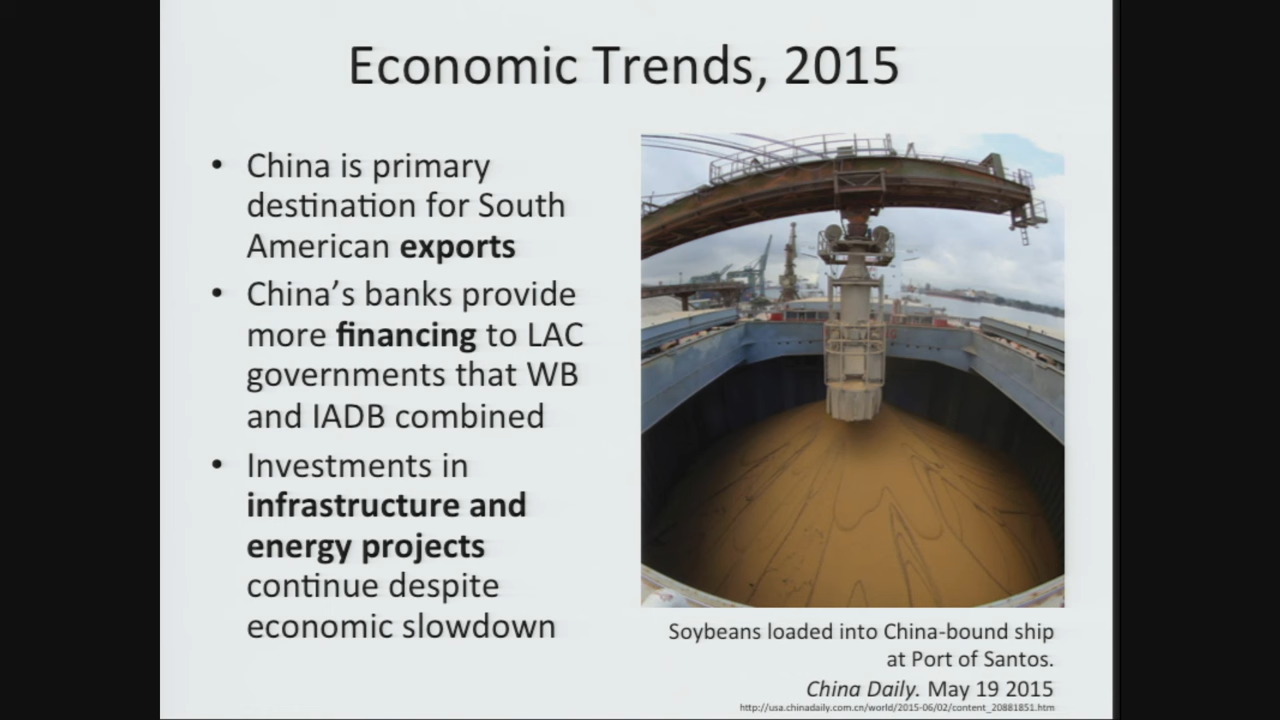 Economic Trends, 2015
• China is primary
destination for South
American exports
• China's banks provide
more financing to LAC
governments that WB
and IADB combined
• Investments in
infrastructure and
energy projects
continue despite
economic slowdown
Soybeans loaded into China-bound ship
at Port of Santos.
China Daily. May 19 2015
http://usa.chinadaily.com.cn/world/2015-06/02/content_20881851.htm